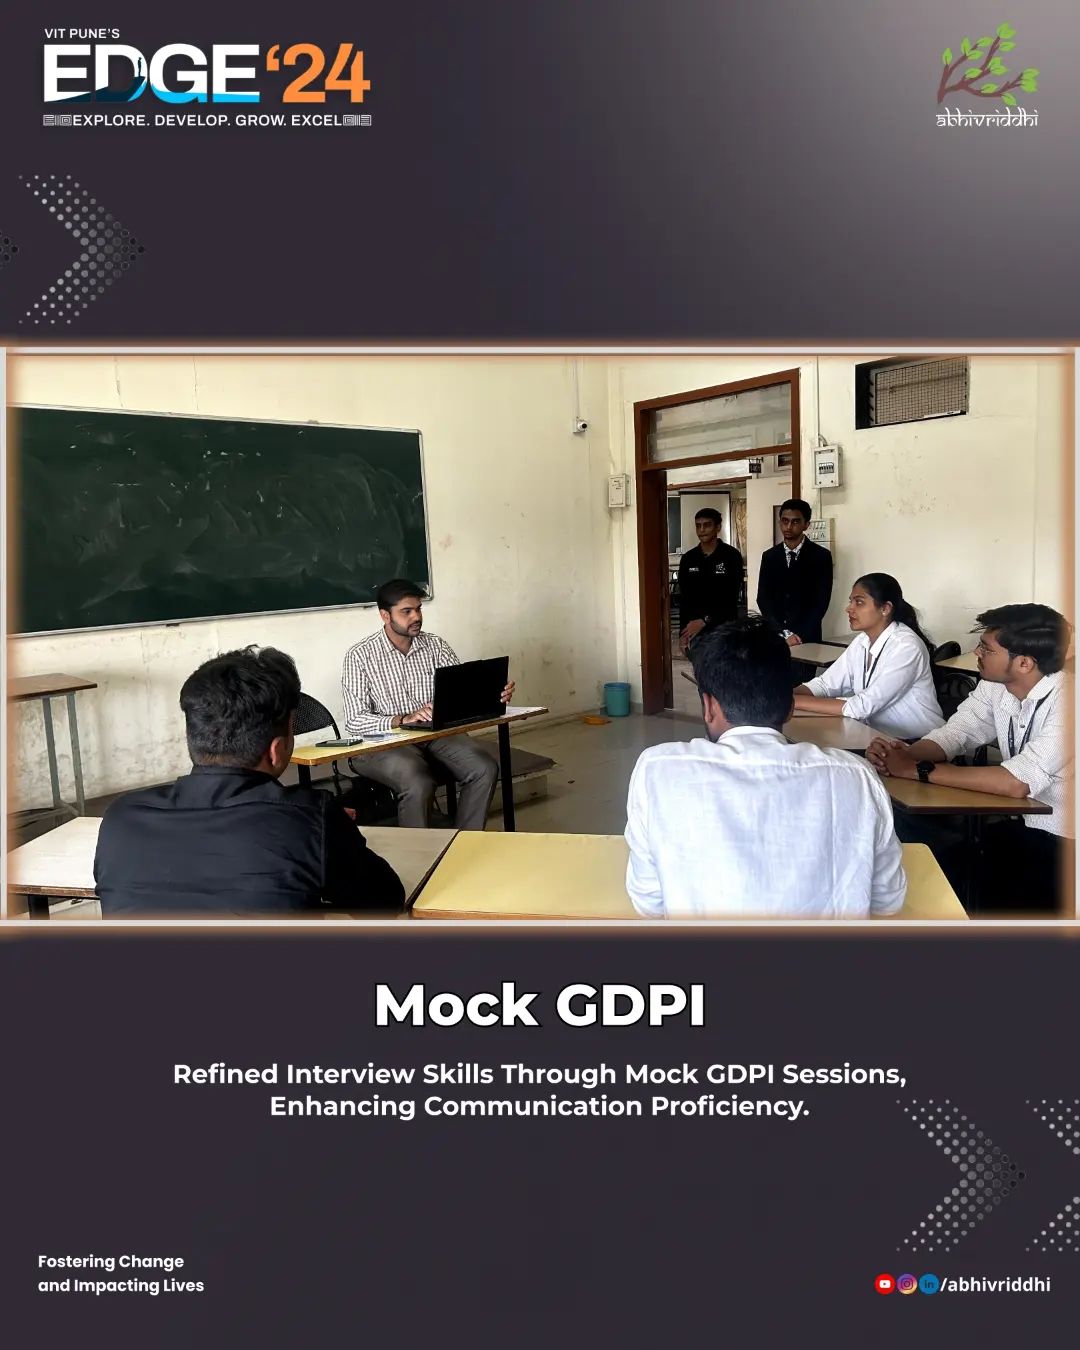 VIT PUNE'S
EDGE ‘24
EXPLORE. DEVELOP. GROW. EXCEL
abhivriddhi
Mock GDPI
Refined Interview Skills Through Mock GDPI Sessions,
Enhancing Communication Proficiency.
Fostering Change
and Impacting Lives
/abhivriddhi